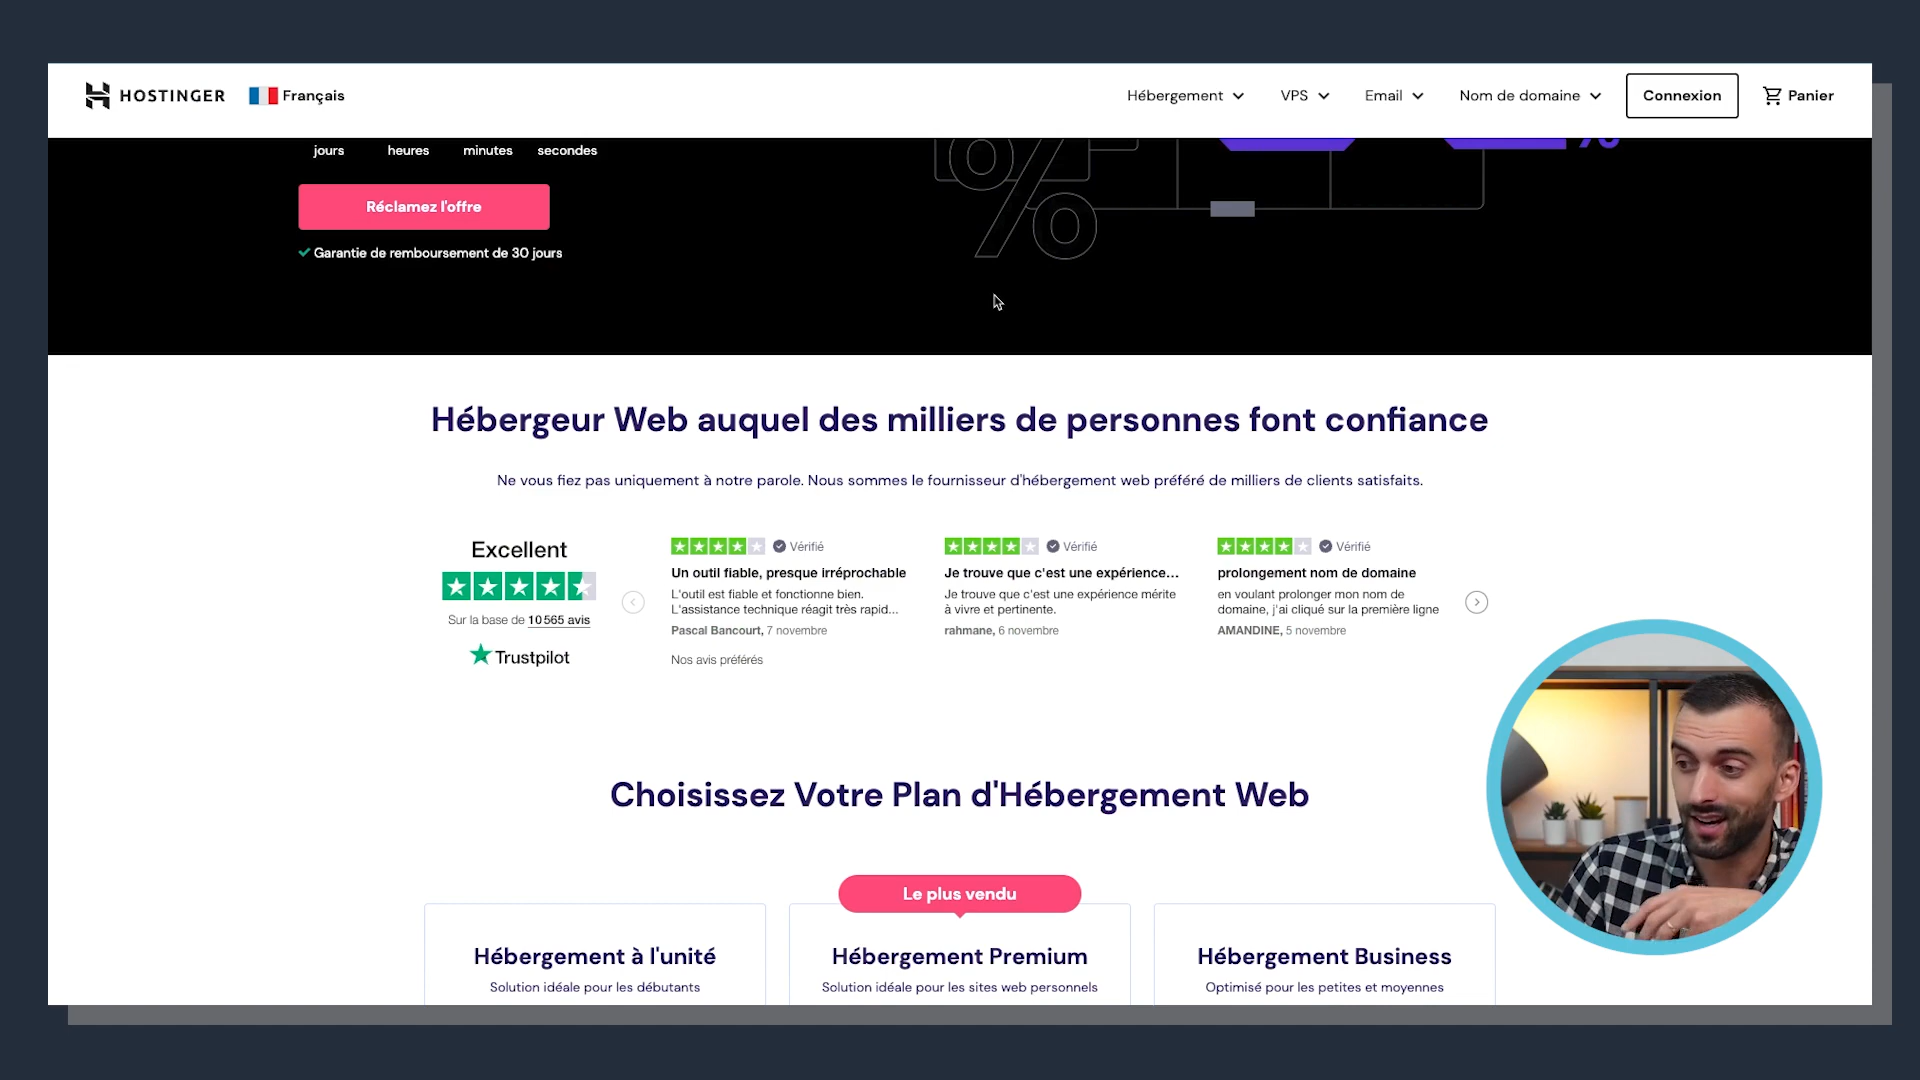 HOSTINGER Français Hébergement VPS Email Nom de domaine Connexion Panier
jours heures minutes secondes
%
Réclamez l'offre
%
Garantie de remboursement de 30 jours
Hébergeur Web auquel des milliers de personnes font confiance
Ne vous fiez pas uniquement à notre parole. Nous sommes le fournisseur d'hébergement web préféré de milliers de clients satisfaits.
Excellent
Sur la base de 10 565 avis
Trustpilot
Vérifié
Un outil fiable, presque irréprochable
L'outil est fiable et fonctionne bien.
L'assistance technique réagit très rapid...
Pascal Bancourt, 7 novembre
Nos avis préférés
Vérifié
Je trouve que c'est une expérience...
Je trouve que c'est une expérience mérite
à vivre et pertinente.
rahmane, 6 novembre
Vérifié
prolongement nom de domaine
en voulant prolonger mon nom de
domaine, j'ai cliqué sur la première ligne
AMANDINE, 5 novembre
Choisissez Votre Plan d'Hébergement Web
Le plus vendu
Hébergement à l'unité
Solution idéale pour les débutants
Hébergement Premium
Solution idéale pour les sites web personnels
Hébergement Business
Optimisé pour les petites et moyennes